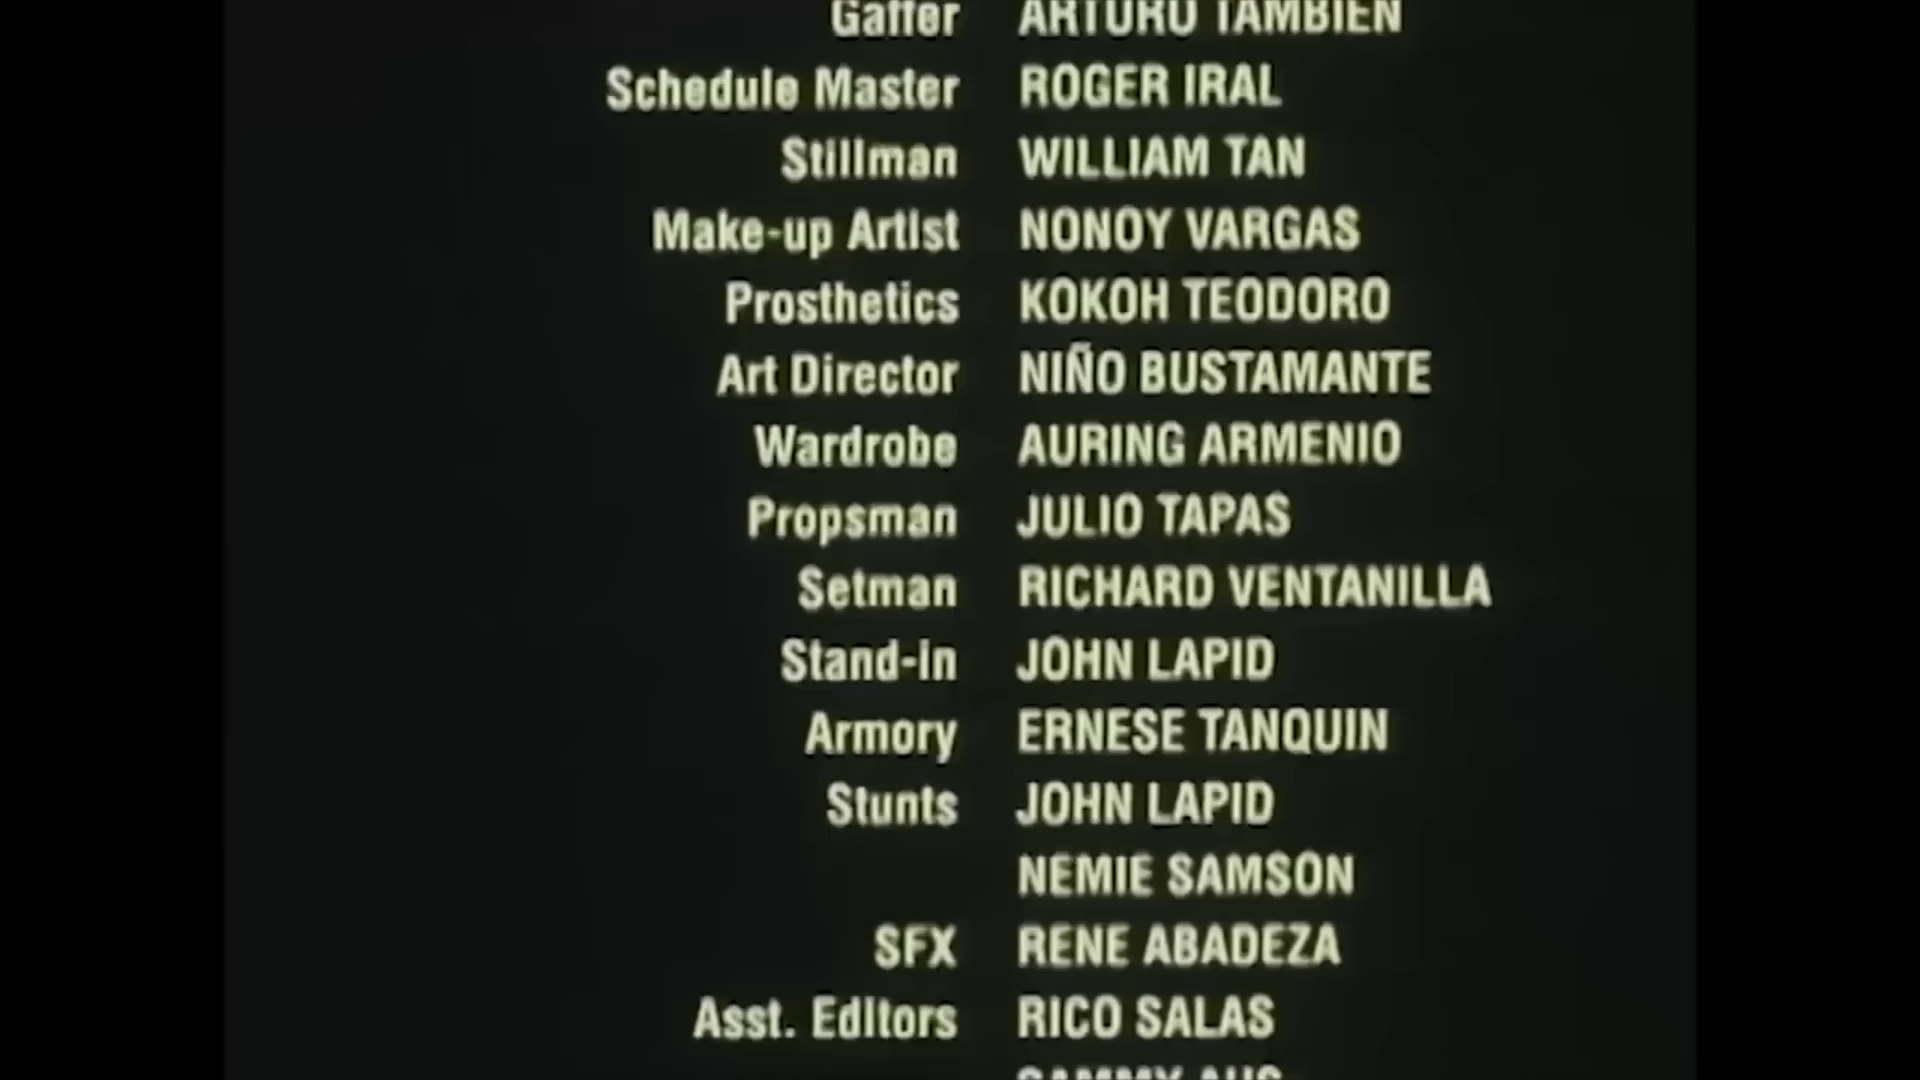 Gaffer ARTURO TAMBIEN
Schedule Master ROGER IRAL
Stillman WILLIAM TAN
Make-up Artist NONOY VARGAS
Prosthetics KOKOH TEODORO
Art Director NIÑO BUSTAMANTE
Wardrobe AURING ARMENIO
Propsman JULIO TAPAS
Setman RICHARD VENTANILLA
Stand-in JOHN LAPID
Armory ERNESE TANQUIN
Stunts JOHN LAPID
NEMIE SAMSON
SFX RENE ABADEZA
Asst. Editors RICO SALAS